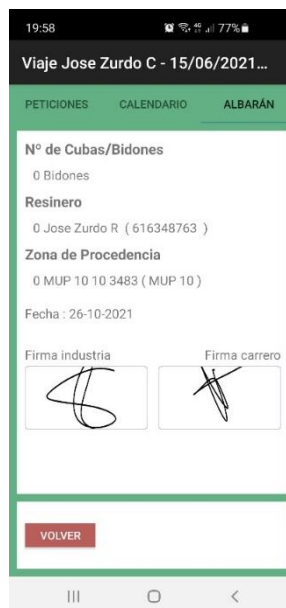 19:58 4G 77%
Viaje Jose Zurdo C - 15/06/2021...
PETICIONES CALENDARIO ALBARÁN
Nº de Cubas/Bidones
0 Bidones
Resinero
0 Jose Zurdo R ( 616348763 )
Zona de Procedencia
0 MUP 10 10 3483 ( MUP 10 )
Fecha : 26-10-2021
Firma industria Firma carrero
VOLVER